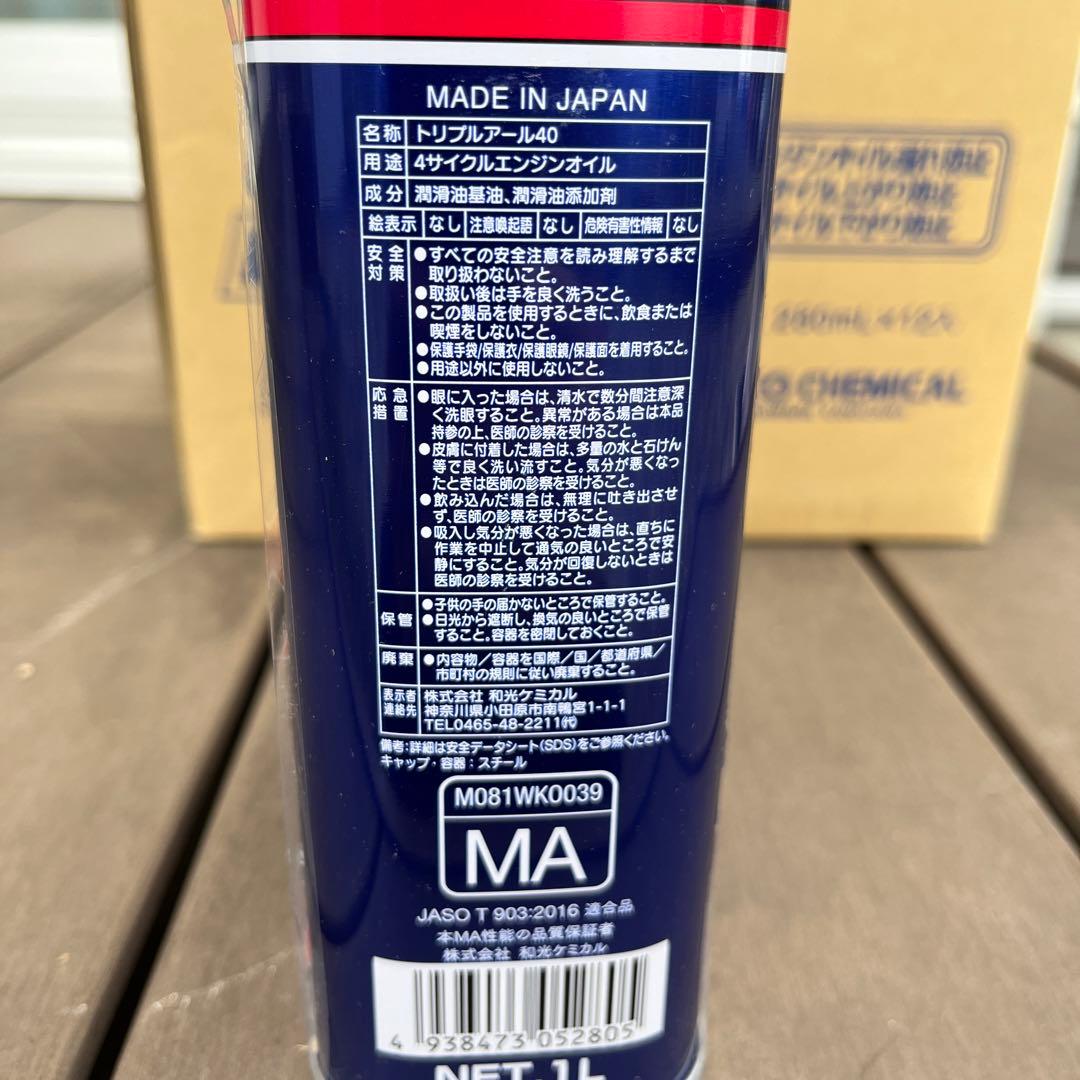 MADE IN JAPAN
名称 トリプルアール40
用途 4サイクルエンジンオイル
成分 潤滑油基油、潤滑油添加剤
絵表示 なし 注意喚起語 なし 危険有害性情報 なし
安全対策
●すべての安全注意を読み理解するまで
取り扱わないこと。
●取扱い後は手を良く洗うこと。
●この製品を使用するときに、飲食または
喫煙をしないこと。
●保護手袋/保護衣/保護眼鏡/保護面を着用すること。
●用途以外に使用しないこと。
応急措置
●眼に入った場合は、清水で数分間注意深
く洗眼すること。異常がある場合は本品
持参の上、医師の診察を受けること。
●皮膚に付着した場合は、多量の水と石けん
等で良く洗い流すこと。気分が悪くなっ
たときは医師の診察を受けること。
●飲み込んだ場合は、無理に吐き出させ
ず、医師の診察を受けること。
●吸入し気分が悪くなった場合は、直ちに
作業を中止して通気の良いところで安
静にすること。気分が回復しないときは
医師の診察を受けること。
保管
●子供の手の届かないところで保管すること。
●日光から遮断し、換気の良いところで保管
すること。容器を密閉しておくこと。
廃棄
●内容物/容器を国際/国/都道府県/
市町村の規則に従い廃棄すること。
表示者連絡先
株式会社 和光ケミカル
神奈川県小田原市南鴨宮1-1-1
TEL0465-48-2211(代)
備考:詳細は安全データシート(SDS)をご参照ください。
キャップ・容器:スチール
M081WK0039
MA
JASO T 903:2016 適合品
本MA性能の品質保証者
株式会社 和光ケミカル
4 938473 052805
NET.1L
CHEMICAL